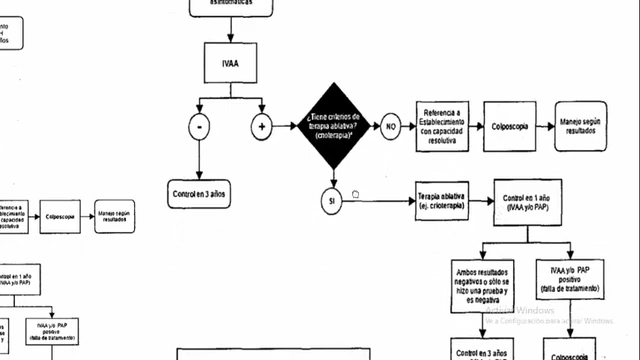 asintomáticas
IVAA
-
+
¿Tiene criterios de
terapia ablativa?
(crioterapia)*
NO
Referencia a
Establecimiento
con capacidad
resolutiva
Colposcopia
Manejo según
resultados
Control en 3 años
SI
Terapia ablativa
(ej. crioterapia)
Control en 1 año
(IVAA y/o PAP)
Ambos resultados
negativos o sólo se
hizo una prueba y
es negativa
IVAA y/o PAP
positivo
(falla de tratamiento)
Control en 3 años
Colposcopia
Colposcopia
Manejo según
resultados
capacidad
resolutiva
Control en 1 año
(IVAA y/o PAP)
IVAA y/o PAP
positivo
(falla de tratamiento)
Activar Windows
Ve a Configuración para activar Windows.